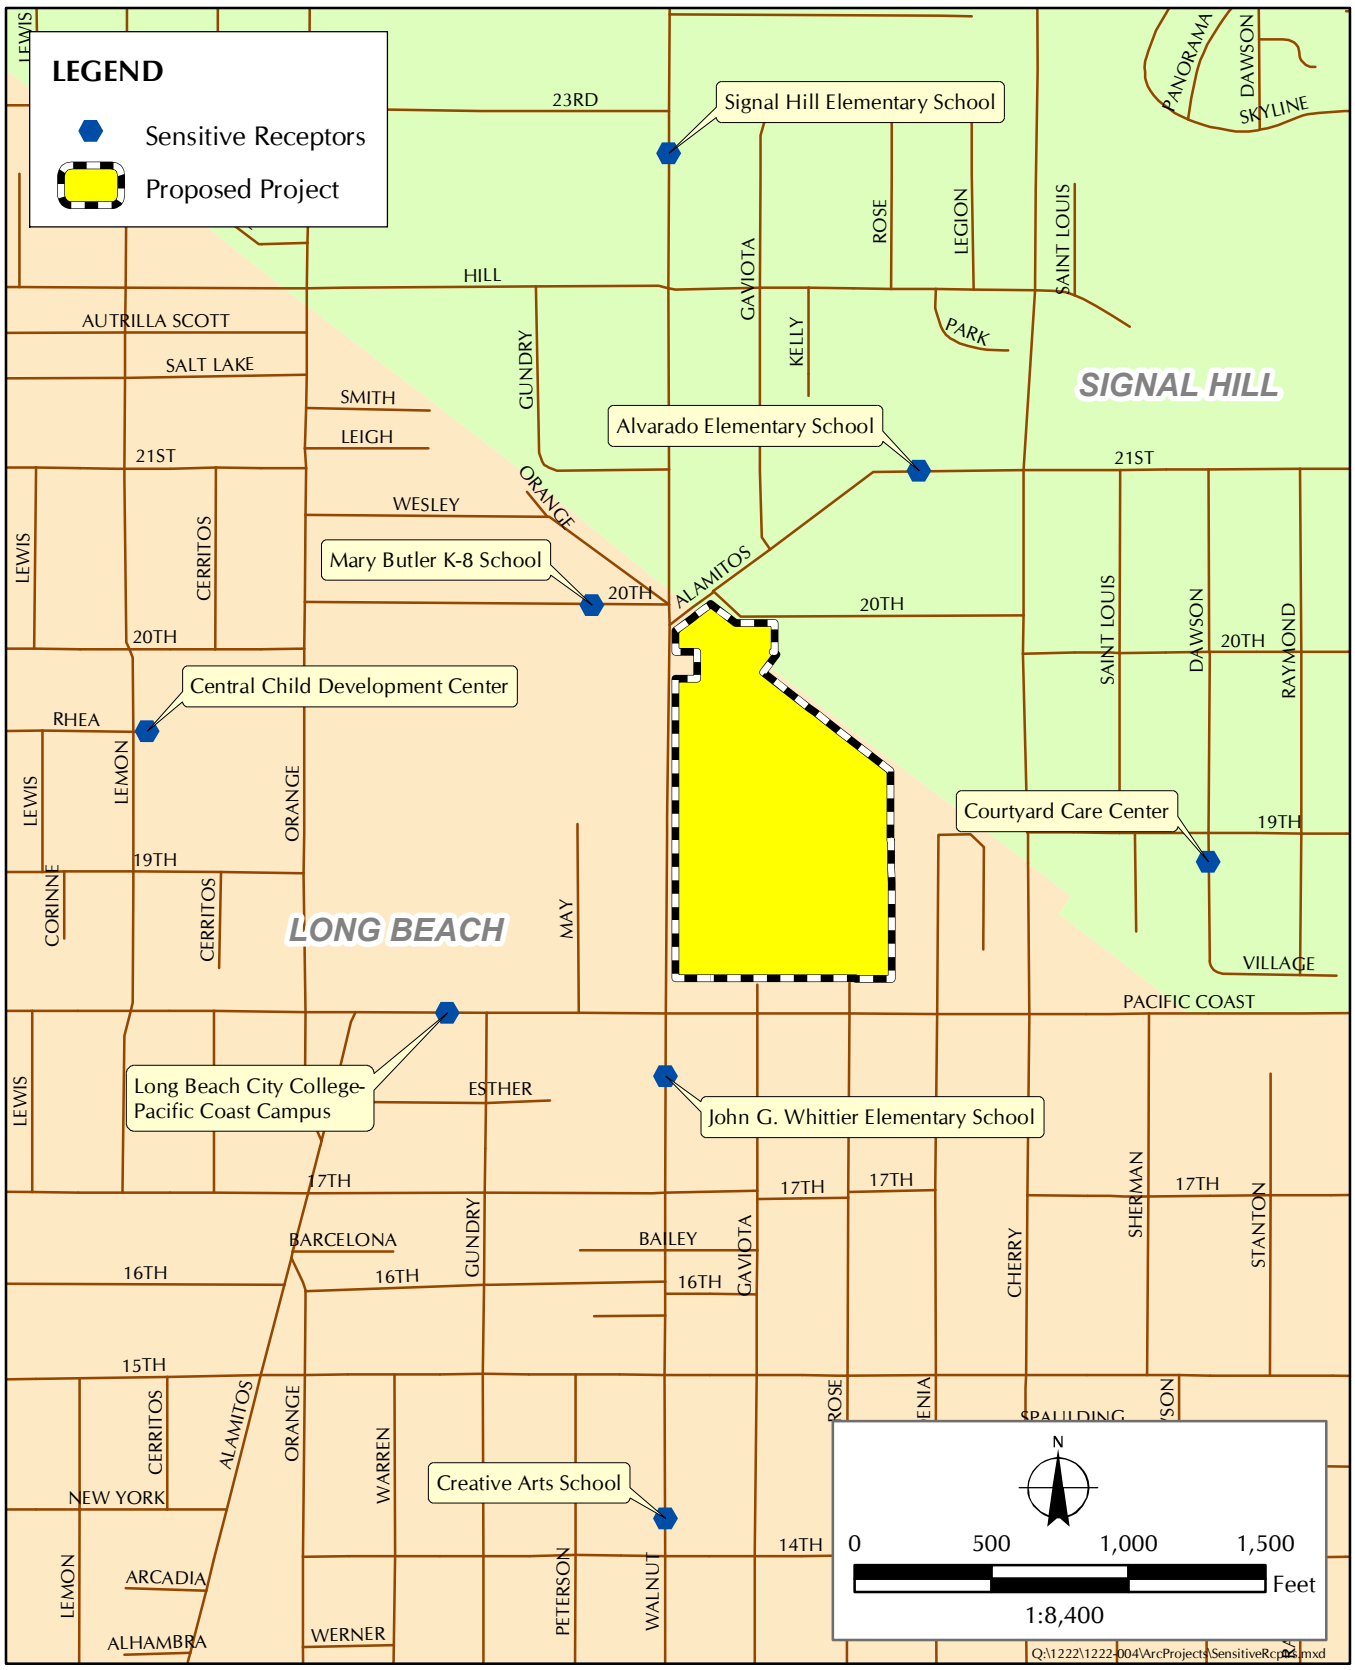 LEWIS
LEGEND
Sensitive Receptors
Proposed Project
23RD
Signal Hill Elementary School
PANORAMA
DAWSON
SKYLINE
GAVIOTA
ROSE
LEGION
SAINT LOUIS
HILL
AUTRILLA SCOTT
SALT LAKE
SMITH
LEIGH
GUNDRY
KELLY
PARK
SIGNAL HILL
Alvarado Elementary School
21ST
21ST
ORANGE
WESLEY
LEWIS
CERRITOS
Mary Butler K-8 School
20TH
ALAMITOS
20TH
SAINT LOUIS
DAWSON
RAYMOND
20TH
20TH
Central Child Development Center
RHEA
LEMON
LEWIS
ORANGE
Courtyard Care Center
19TH
19TH
CORINNE
CERRITOS
LONG BEACH
MAY
VILLAGE
PACIFIC COAST
LEWIS
Long Beach City College-
Pacific Coast Campus
ESTHER
John G. Whittier Elementary School
17TH
17TH
17TH
17TH
SHERMAN
STANTON
BARCELONA
GUNDRY
BAILEY
GAVIOTA
CHERRY
16TH
16TH
16TH
15TH
CERRITOS
ALAMITOS
ORANGE
WARREN
ROSE
ENIA
SPAULDING
SON
Creative Arts School
NEW YORK
LEMON
ARCADIA
ALHAMBRA
WERNER
PETERSON
WALNUT
14TH
N
0 500 1,000 1,500
Feet
1:8,400